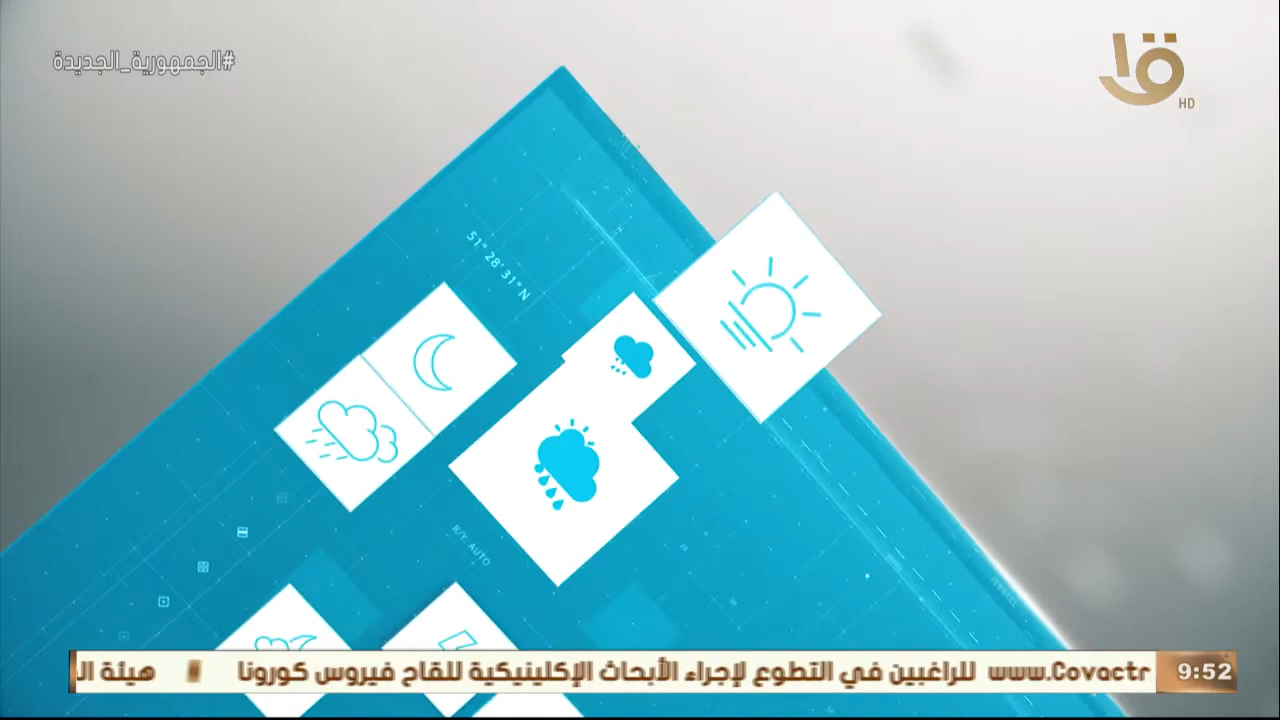 #الجمهورية_الجديدة
HD
51° 28' 31" N
R/Y: AUTO
www.Covactr للراغبين في التطوع لإجراء الأبحاث الإكلينيكية للقاح فيروس كورونا هيئة ال
9:52